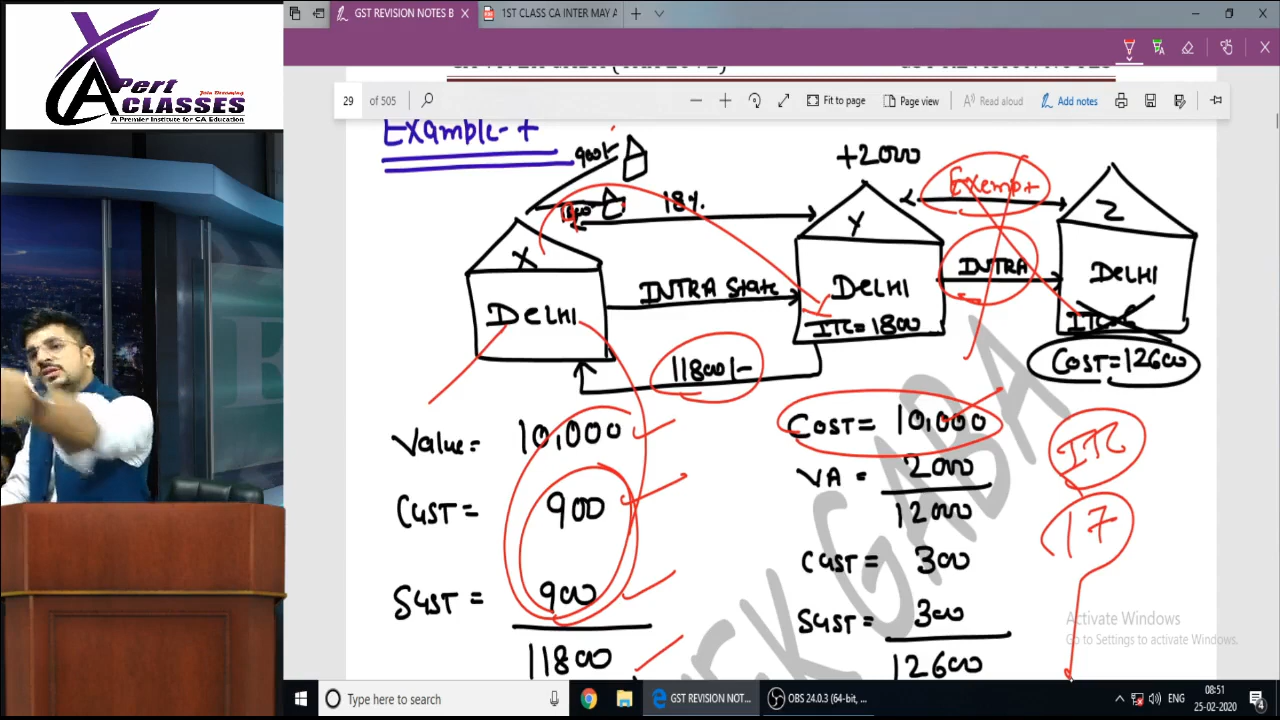 XPert
Join Dreaming
CA CLASSES
A Premier Institute for CA Education
GST REVISION NOTES B
1ST CLASS CA INTER MAY A
29 of 505
Fit to page
Page view
Read aloud
Add notes
Example-+
900/-
18%
+2000
Exempt
X
Y
Z
INTRA State
INTRA
Delhi
Delhi
Delhi
ITC=1800
11800/-
Cost=12600
Value= 10,000
CGST= 900
SGST= 900
11800
Cost= 10,000
VA = 2000
12000
CGST= 300
SGST= 300
12600
ITC
17
GABA
Activate Windows
Go to Settings to activate Windows.
Type here to search
GST REVISION NOT...
OBS 24.0.3 (64-bit, ...
ENG
08:51
25-02-2020
4